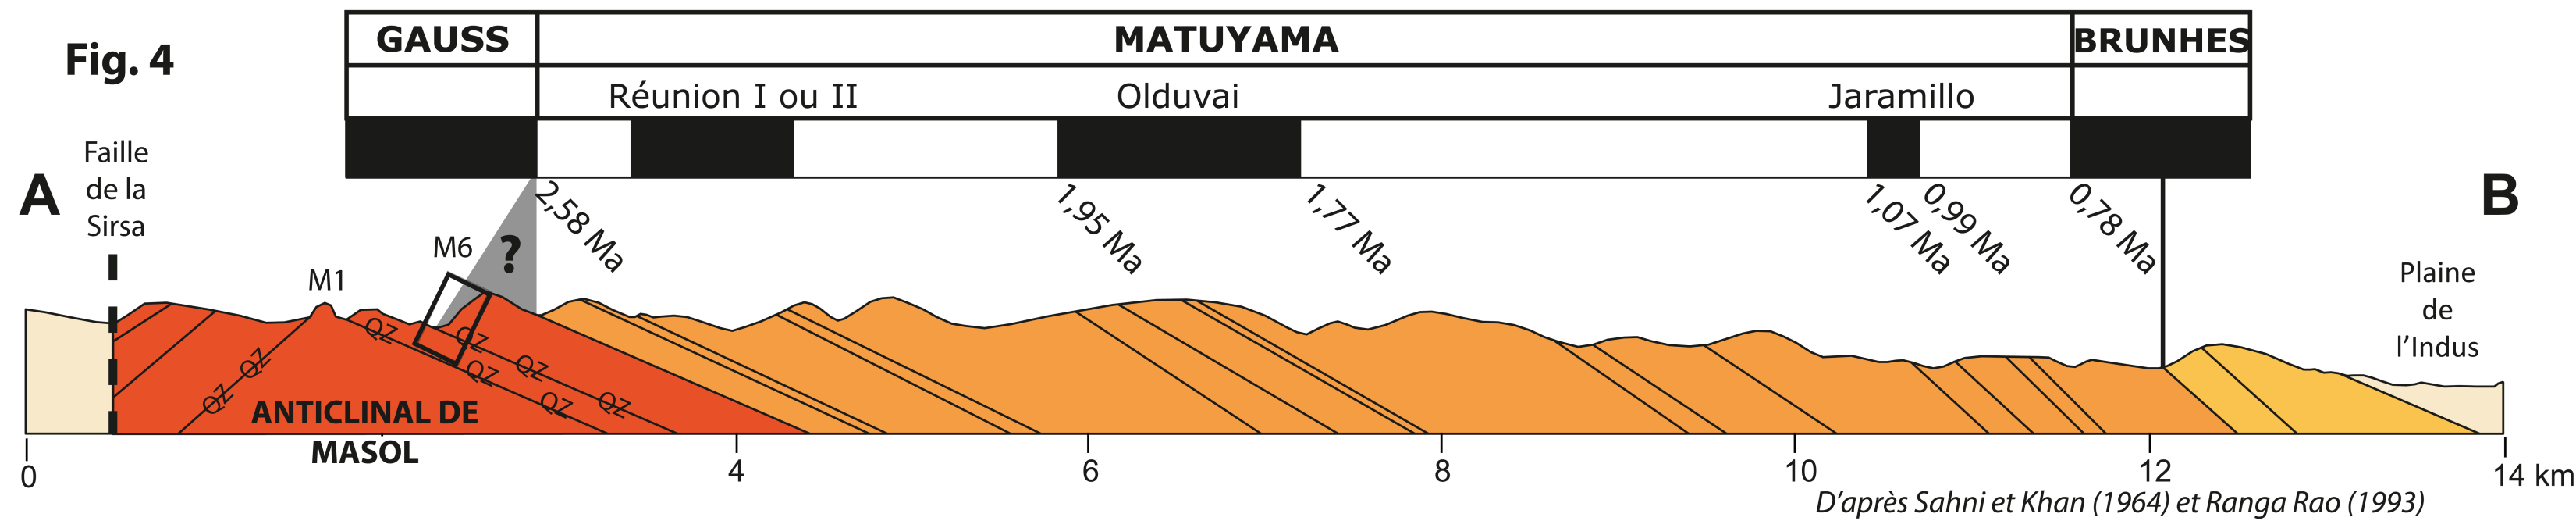 Fig. 4
GAUSS
MATUYAMA
BRUNHES
Réunion I ou II
Olduvai
Jaramillo
A
Faille
de la
Sirsa
2,58 Ma
1,95 Ma
1,77 Ma
1,07 Ma
0,99 Ma
0,78 Ma
B
M6
?
M1
Plaine
de
l'Indus
QZ
QZ
QZ
QZ
QZ
QZ
QZ
QZ
ANTICLINAL DE
MASOL
0
4
6
8
10
12
14 km
D'après Sahni et Khan (1964) et Ranga Rao (1993)